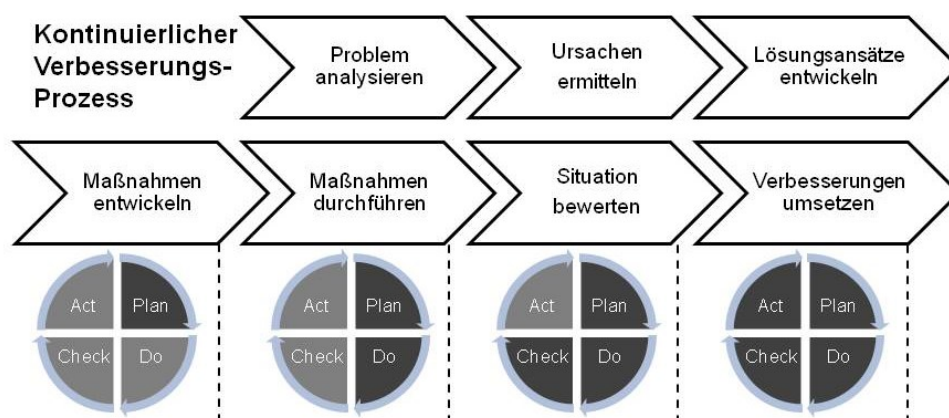 Kontinuierlicher
Verbesserungs-
Prozess
Problem
analysieren
Ursachen
ermitteln
Lösungsansätze
entwickeln
Maßnahmen
entwickeln
Maßnahmen
durchführen
Situation
bewerten
Verbesserungen
umsetzen
Act Plan
Check Do
Act Plan
Check Do
Act Plan
Check Do
Act Plan
Check Do